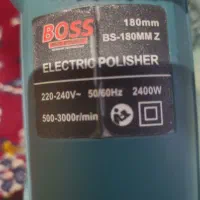 BOSS
180mm
BS-180MM Z
ELECTRIC POLISHER
220-240V~ 50/60Hz 2400W
500-3000r/min